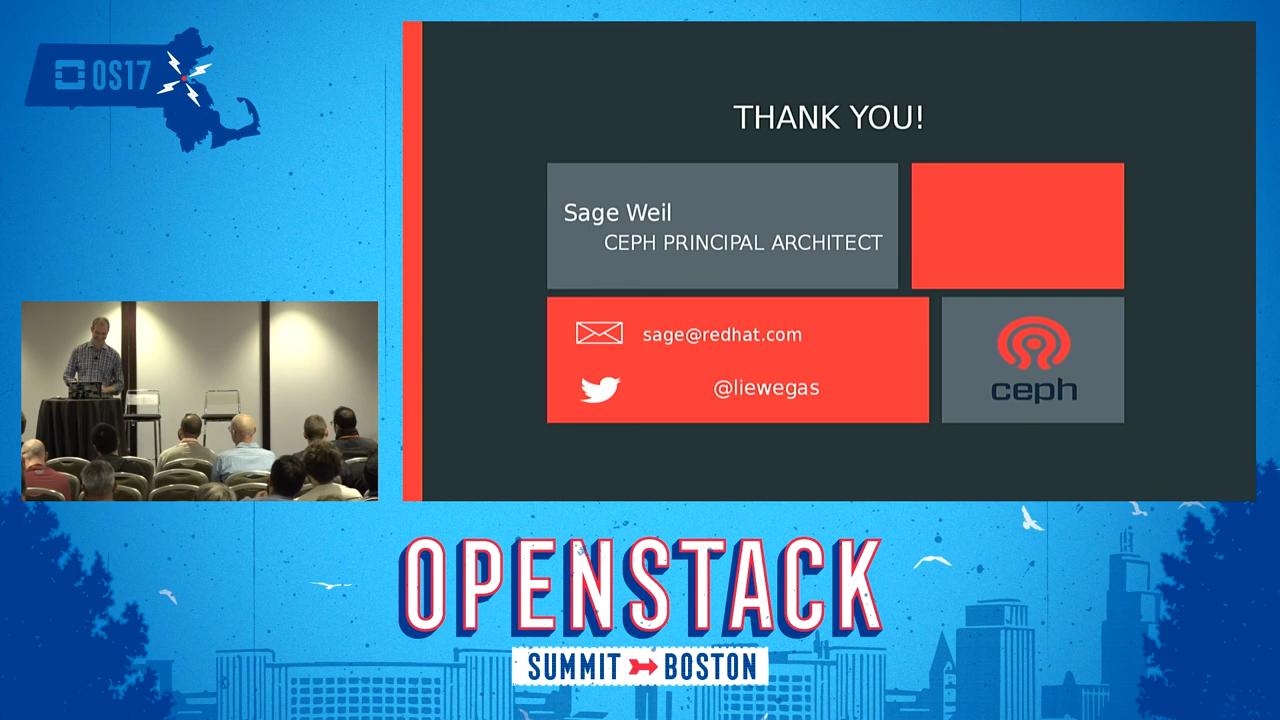 OS17
THANK YOU!
Sage Weil
CEPH PRINCIPAL ARCHITECT
sage@redhat.com
@liewegas
ceph
OPENSTACK
SUMMIT BOSTON